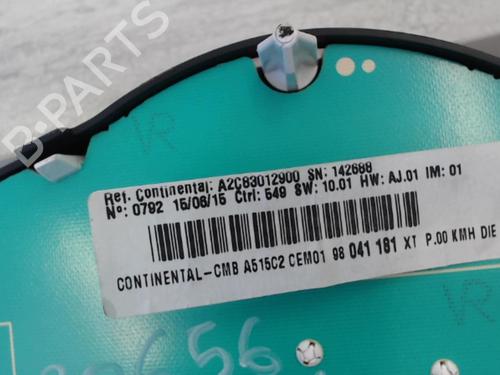 B-PARTS
VR
Ref. Continental: A2C83012900 SN: 142688
Nº: 0792 15/06/15 Ctrl: 549 SW: 10.01 HW: AJ.01 IM: 01
CONTINENTAL-CMB A515C2 CEM01 98 041 181 XT P.00 KMH DIE
VR